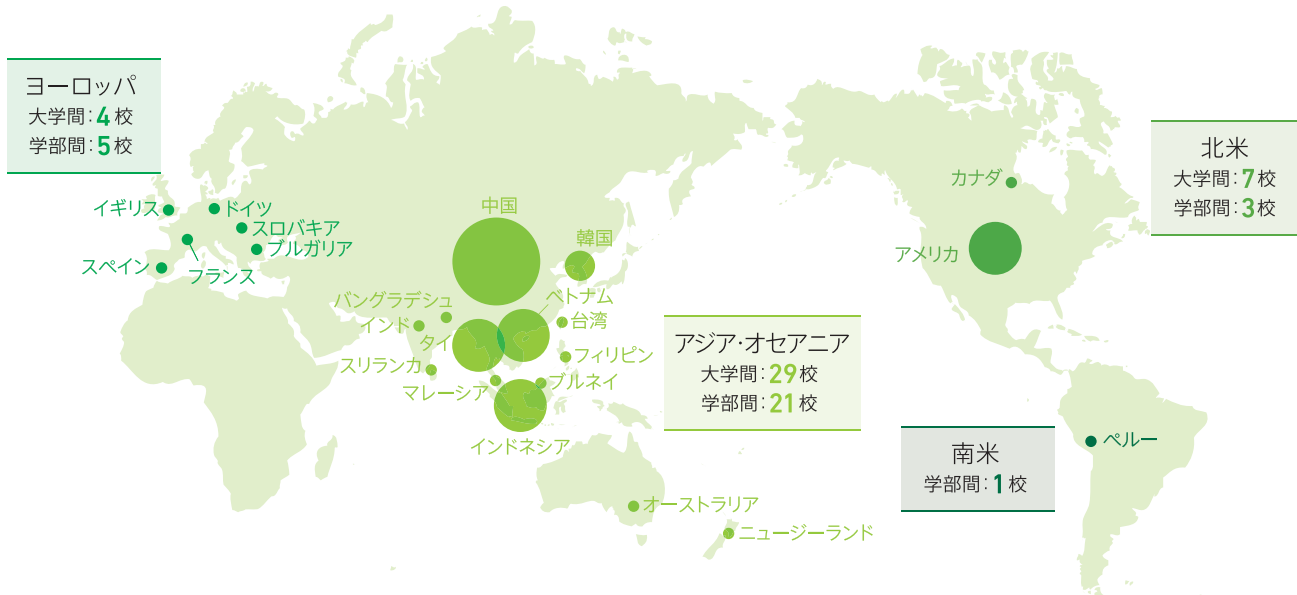 ヨーロッパ
大学間:4校
学部間:5校
イギリス
ドイツ
スロバキア
ブルガリア
スペイン
フランス
中国
韓国
バングラデシュ
ベトナム
インド
台湾
タイ
スリランカ
フィリピン
マレーシア
ブルネイ
インドネシア
アジア・オセアニア
大学間:29校
学部間:21校
オーストラリア
ニュージーランド
カナダ
アメリカ
北米
大学間:7校
学部間:3校
南米
学部間:1校
ペルー